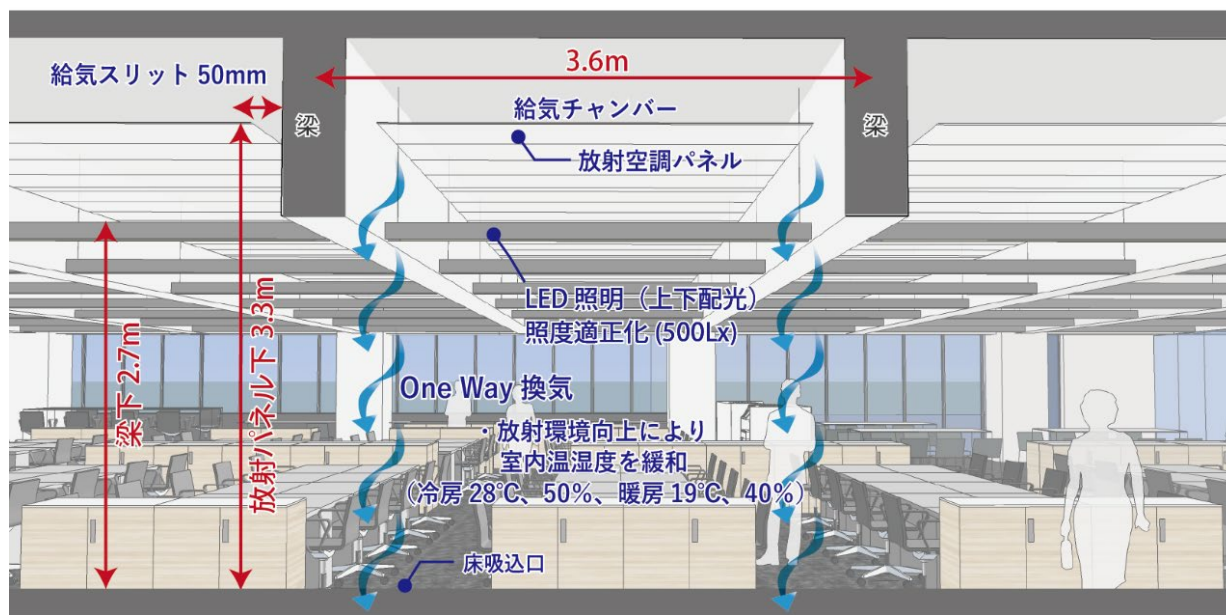 3.6m
給気スリット 50mm
給気チャンバー
梁
梁
放射空調パネル
LED 照明（上下配光）
照度適正化 (500Lx)
梁下 2.7m
放射パネル下 3.3m
One Way 換気
・放射環境向上により
室内温湿度を緩和
（冷房 28°C、50%、暖房 19°C、40%）
床吸込口